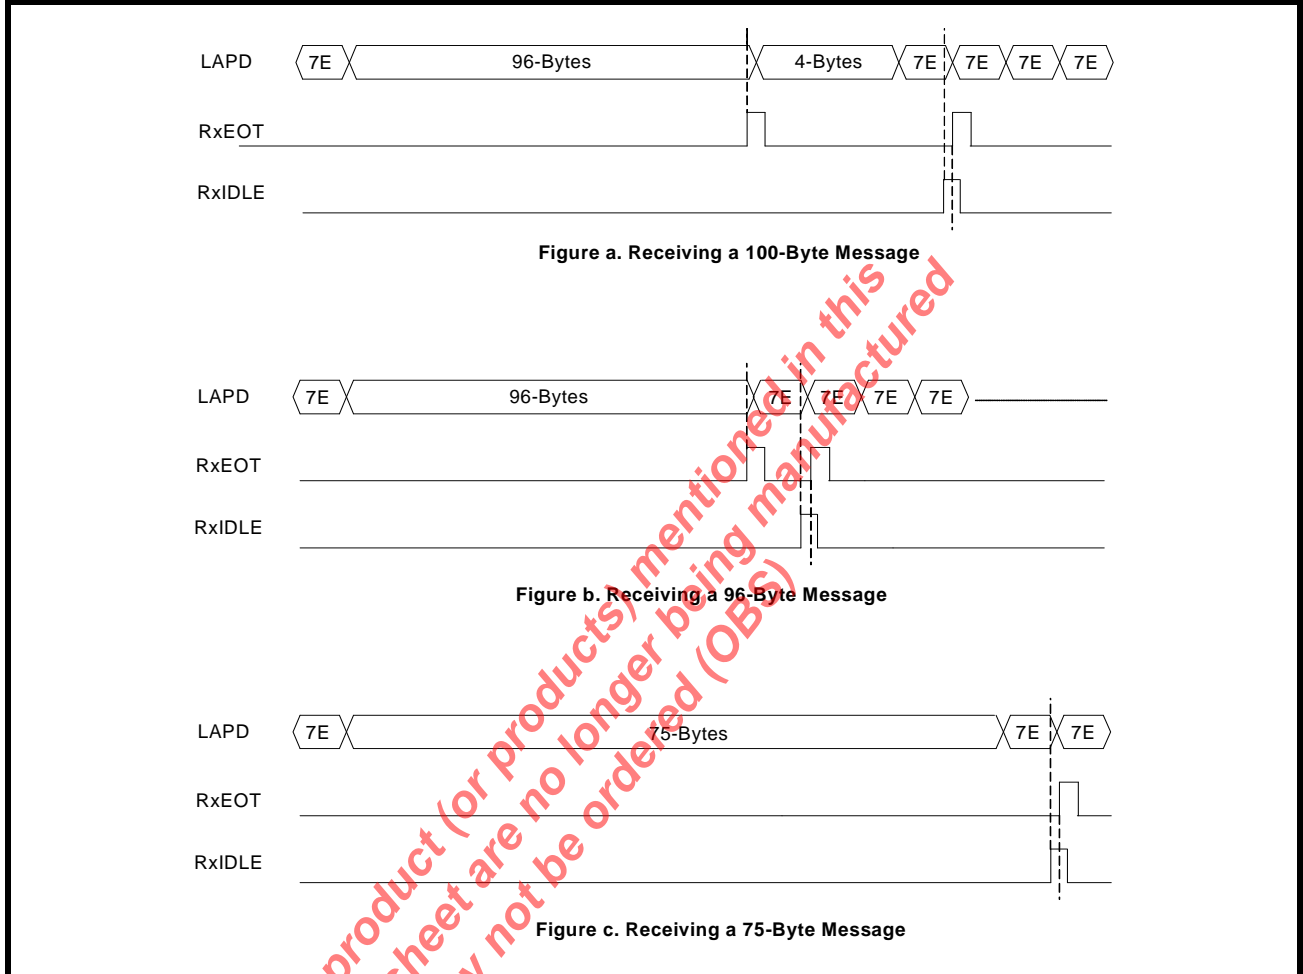 LAPD 7E 96-Bytes 4-Bytes 7E 7E 7E 7E
RxEOT
RxIDLE
Figure a. Receiving a 100-Byte Message
LAPD 7E 96-Bytes 7E 7E 7E 7E
RxEOT
RxIDLE
Figure b. Receiving a 96-Byte Message
LAPD 7E 75-Bytes 7E 7E
RxEOT
RxIDLE
Figure c. Receiving a 75-Byte Message
product (or products) mentioned in this
sheet are no longer being manufactured
not be ordered (OBS)